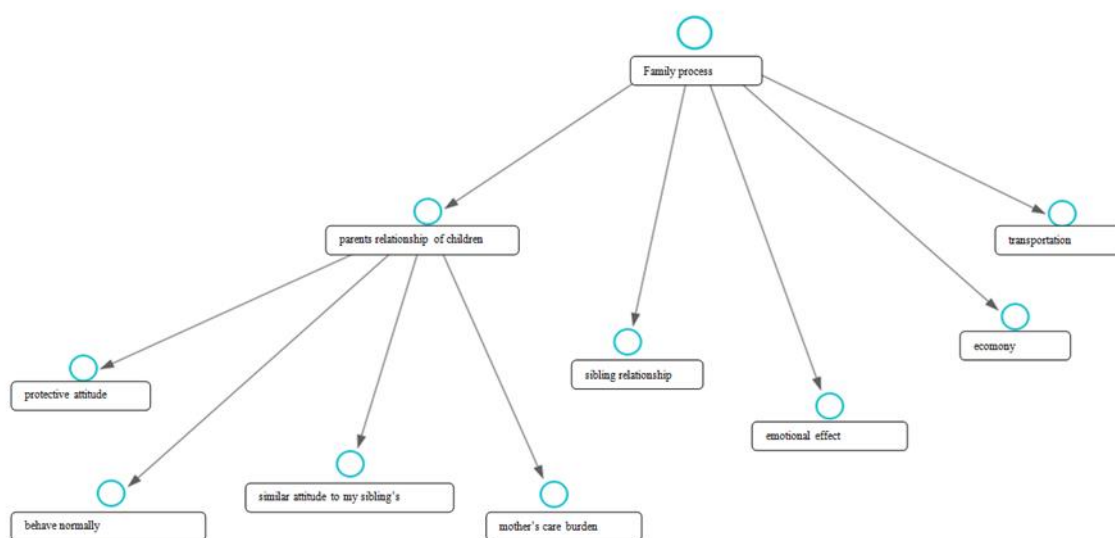 Family process
parents relationship of children
transportation
ecomony
sibling relationship
protective attitude
emotional effect
similar attitude to my sibling's
behave normally
mother's care burden